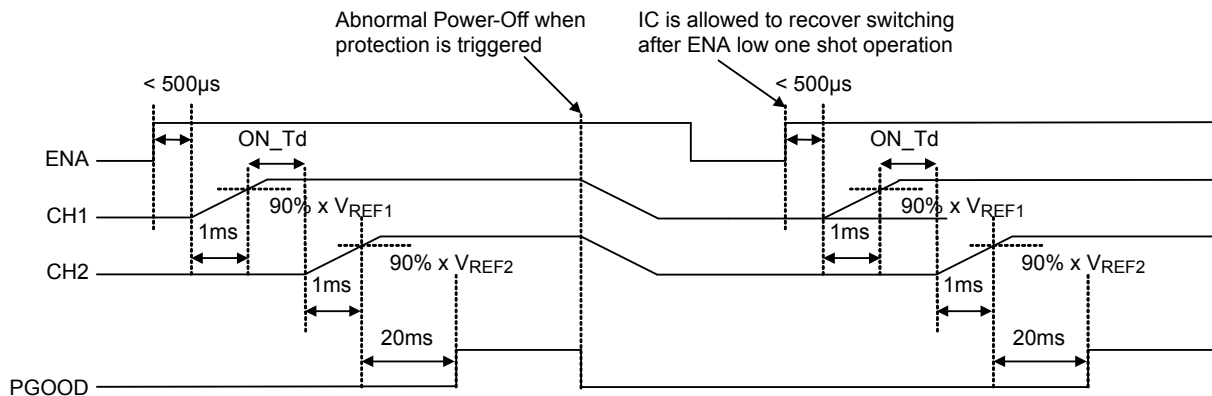 Abnormal Power-Off when
protection is triggered
IC is allowed to recover switching
after ENA low one shot operation
< 500µs
< 500µs
ENA
ON_Td
ON_Td
CH1
90% x VREF1
90% x VREF1
1ms
1ms
CH2
90% x VREF2
90% x VREF2
1ms
1ms
20ms
20ms
PGOOD